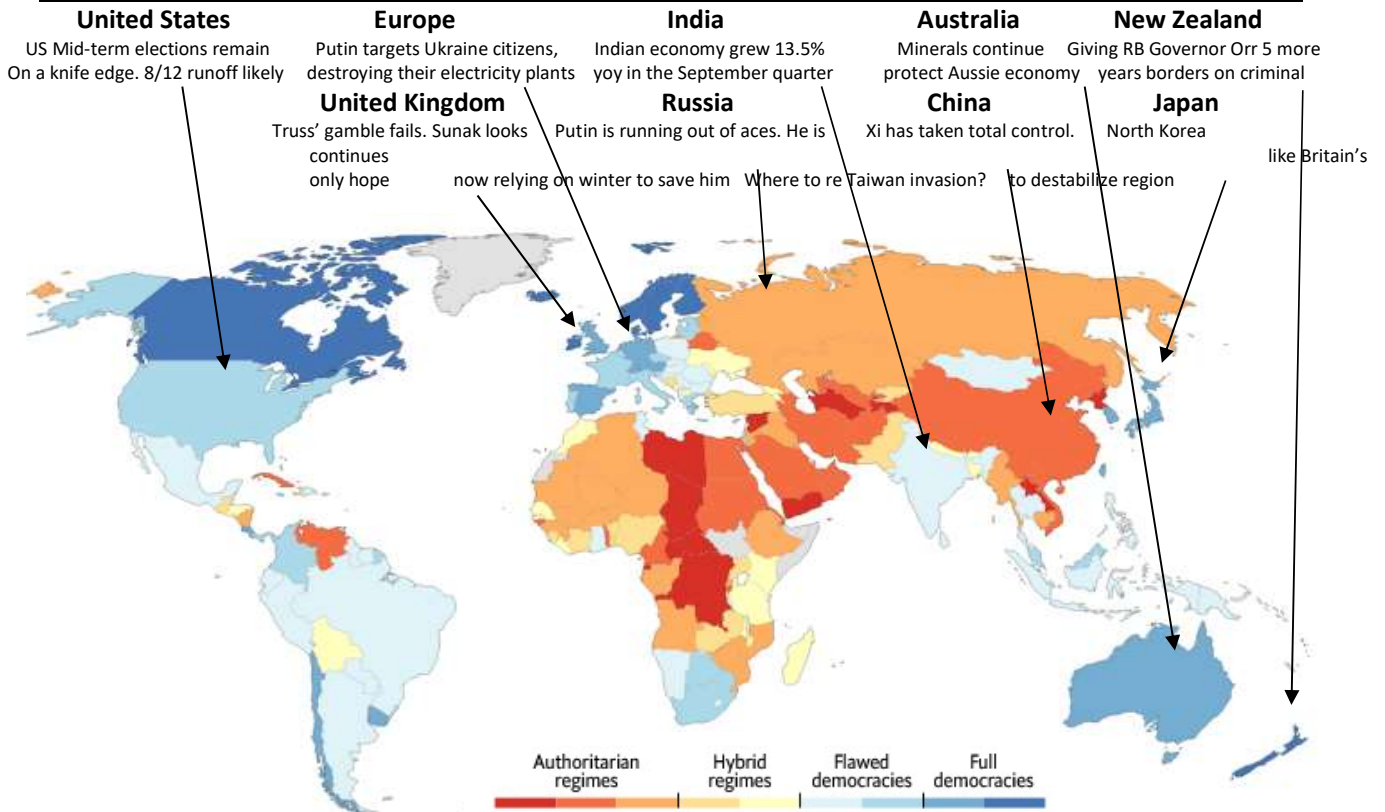 United States Europe India Australia New Zealand
US Mid-term elections remain Putin targets Ukraine citizens, Indian economy grew 13.5% Minerals continue Giving RB Governor Orr 5 more
On a knife edge. 8/12 runoff likely destroying their electricity plants yoy in the September quarter protect Aussie economy years borders on criminal
United Kingdom Russia China Japan
Truss’ gamble fails. Sunak looks Putin is running out of aces. He is Xi has taken total control. North Korea
continues like Britain’s
only hope now relying on winter to save him Where to re Taiwan invasion? to destabilize region
Authoritarian Hybrid Flawed Full
regimes regimes democracies democracies